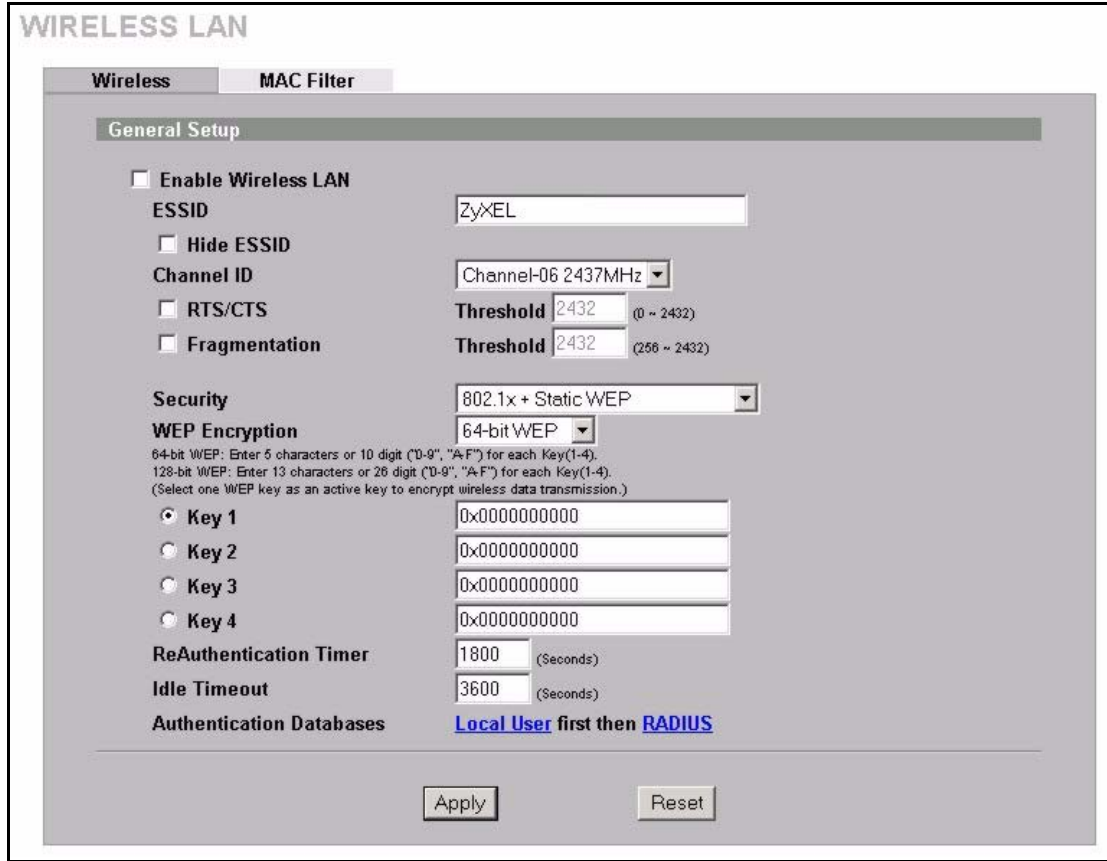 WIRELESS LAN
Wireless MAC Filter
General Setup
Enable Wireless LAN
ESSID ZyXEL
Hide ESSID
Channel ID Channel-06 2437MHz
RTS/CTS Threshold 2432 (0 ~ 2432)
Fragmentation Threshold 2432 (256 ~ 2432)
Security 802.1x + Static WEP
WEP Encryption 64-bit WEP
64-bit WEP: Enter 5 characters or 10 digit ("0-9", "A-F") for each Key(1-4).
128-bit WEP: Enter 13 characters or 26 digit ("0-9", "A-F") for each Key(1-4).
(Select one WEP key as an active key to encrypt wireless data transmission.)
Key 1 0x0000000000
Key 2 0x0000000000
Key 3 0x0000000000
Key 4 0x0000000000
ReAuthentication Timer 1800 (Seconds)
Idle Timeout 3600 (Seconds)
Authentication Databases Local User first then RADIUS
Apply Reset